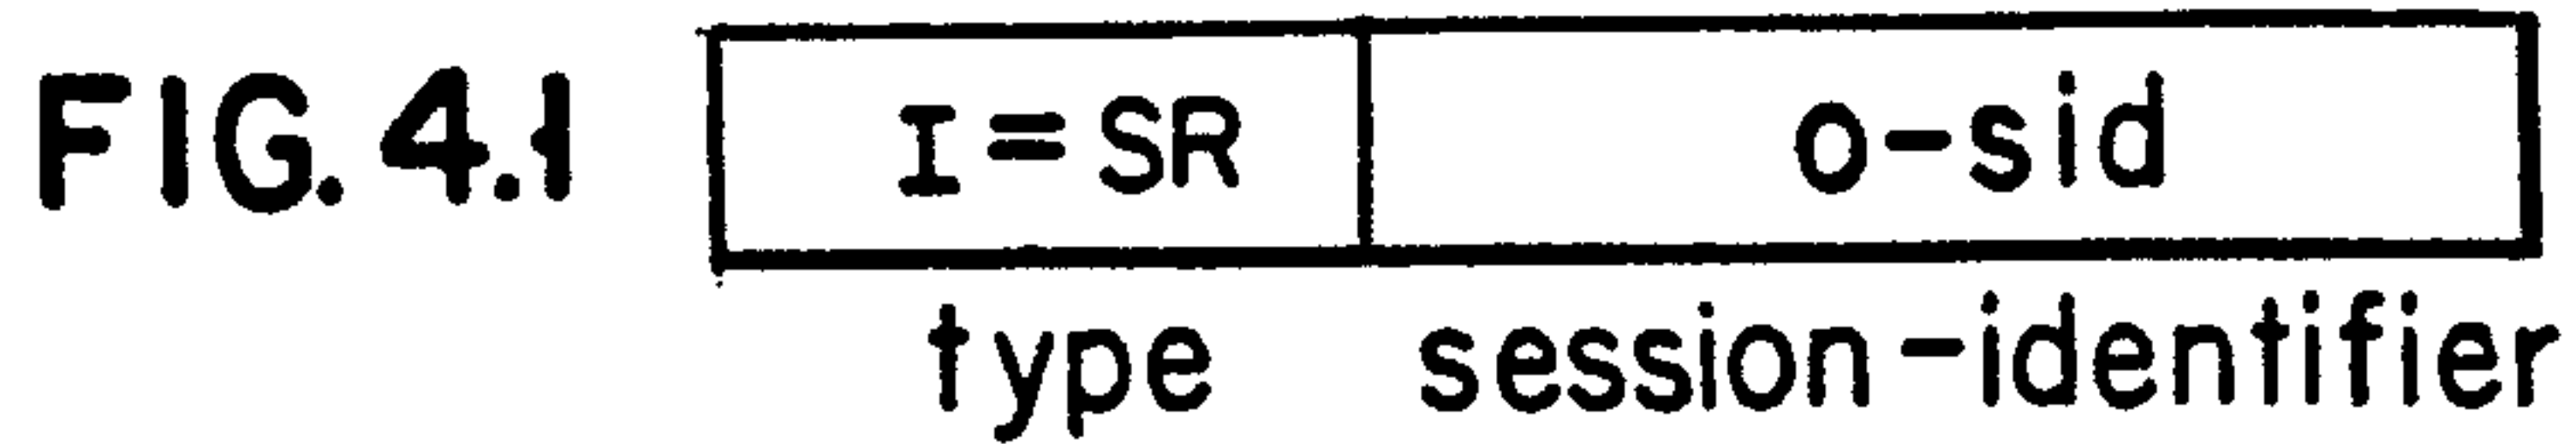 FIG.4.1 I=SR o-sid
type session-identifier